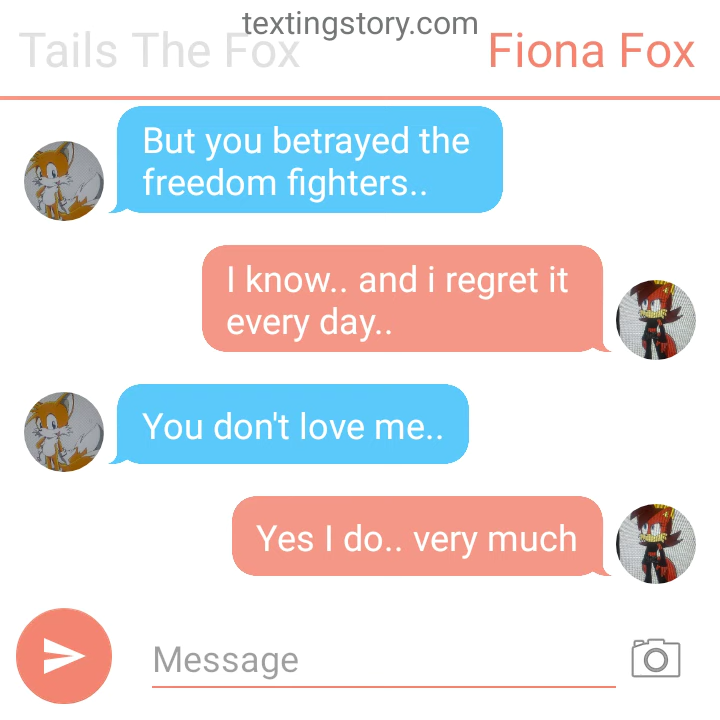 textingstory.com
Tails The Fox
Fiona Fox
But you betrayed the
freedom fighters..
I know.. and i regret it
every day..
You don't love me..
Yes I do.. very much
Message